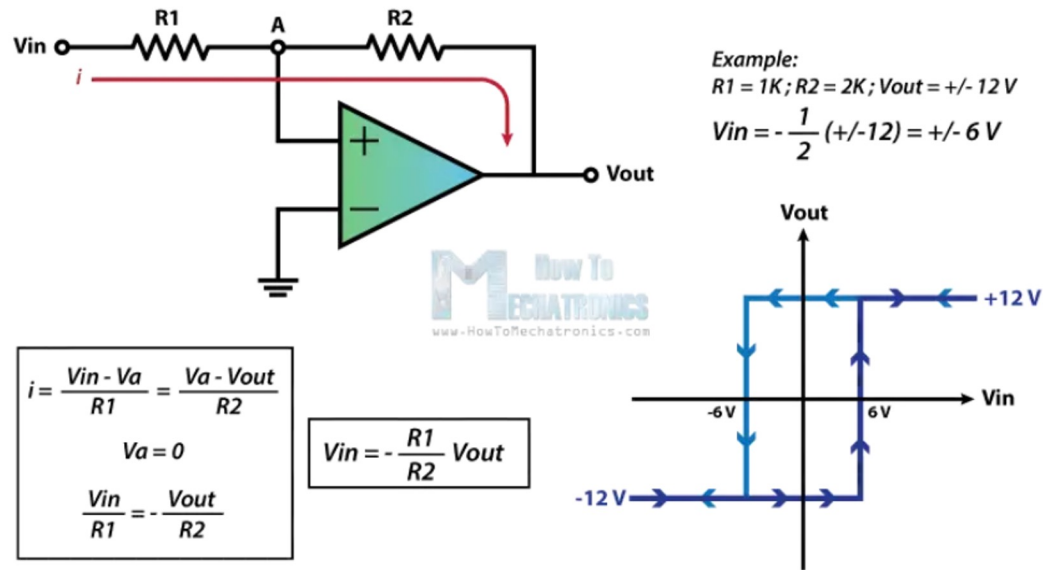 R1
A
R2
Vin
i
+
−
Vout
Example:
R1 = 1K ; R2 = 2K ; Vout = +/- 12 V
Vin = - 1/2 (+/-12) = +/- 6 V
Vout
+12 V
Vin
-6 V
6 V
-12 V
How To
MECHATRONICS
www.HowToMechatronics.com
i = Vin - Va / R1 = Va - Vout / R2
Va = 0
Vin / R1 = - Vout / R2
Vin = - R1 / R2 Vout